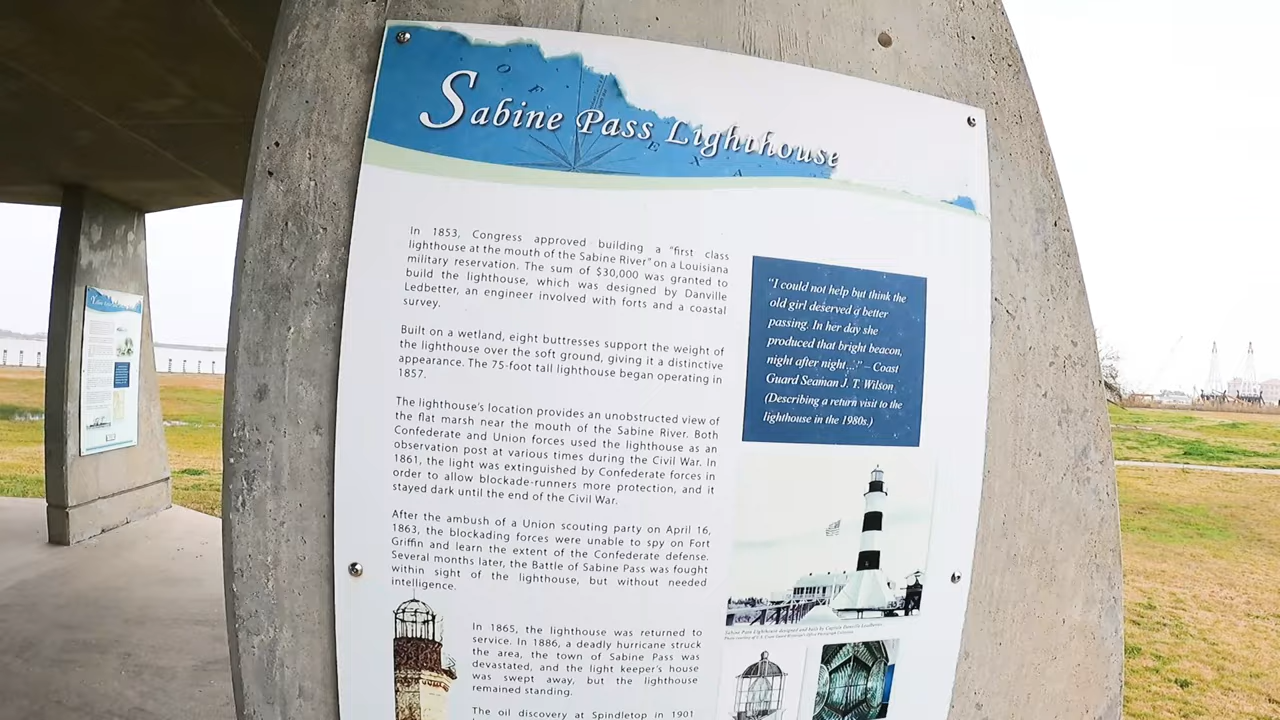 Sabine Pass Lighthouse
In 1853, Congress approved building a "first class
lighthouse at the mouth of the Sabine River" on a Louisiana
military reservation. The sum of $30,000 was granted to
build the lighthouse, which was designed by Danville
Ledbetter, an engineer involved with forts and a coastal
survey.
Built on a wetland, eight buttresses support the weight of
the lighthouse over the soft ground, giving it a distinctive
appearance. The 75-foot tall lighthouse began operating in
1857.
The lighthouse's location provides an unobstructed view of
the flat marsh near the mouth of the Sabine River. Both
Confederate and Union forces used the lighthouse as an
observation post at various times during the Civil War. In
1861, the light was extinguished by Confederate forces in
order to allow blockade-runners more protection, and it
stayed dark until the end of the Civil War.
After the ambush of a Union scouting party on April 16,
1863, the blockading forces were unable to spy on Fort
Griffin and learn the extent of the Confederate defense.
Several months later, the Battle of Sabine Pass was fought
within sight of the lighthouse, but without needed
intelligence.
In 1865, the lighthouse was returned to
service. In 1886, a deadly hurricane struck
the area, the town of Sabine Pass was
devastated, and the light keeper's house
was swept away, but the lighthouse
remained standing.
The oil discovery at Spindletop in 1901
"I could not help but think the
old girl deserved a better
passing. In her day she
produced that bright beacon,
night after night..." – Coast
Guard Seaman J. T. Wilson
(Describing a return visit to the
lighthouse in the 1980s.)
Sabine Pass Lighthouse designed and built by Captain Danville Leadbetter.